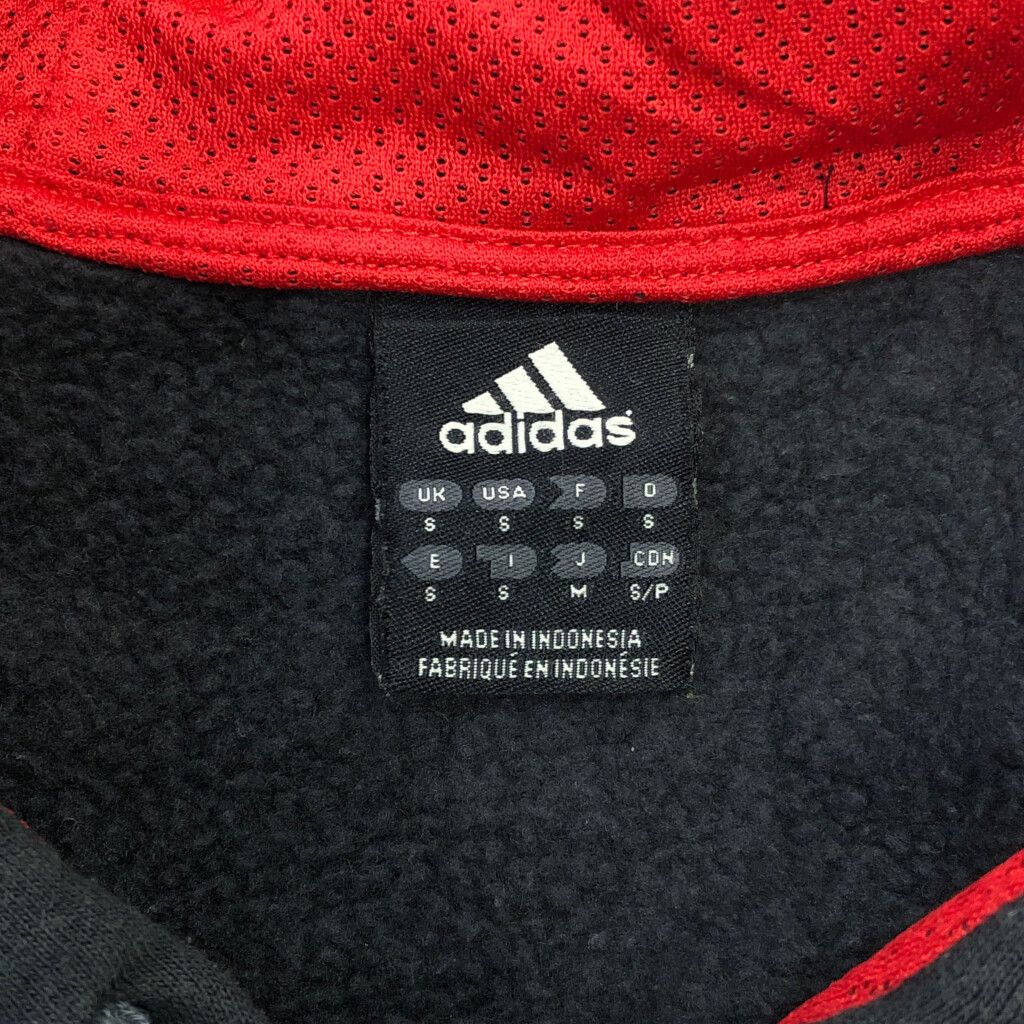 adidas
UK USA F D
S S S S
E I J CDN
S S M S/P
MADE IN INDONESIA
FABRIQUÉ EN INDONÉSIE